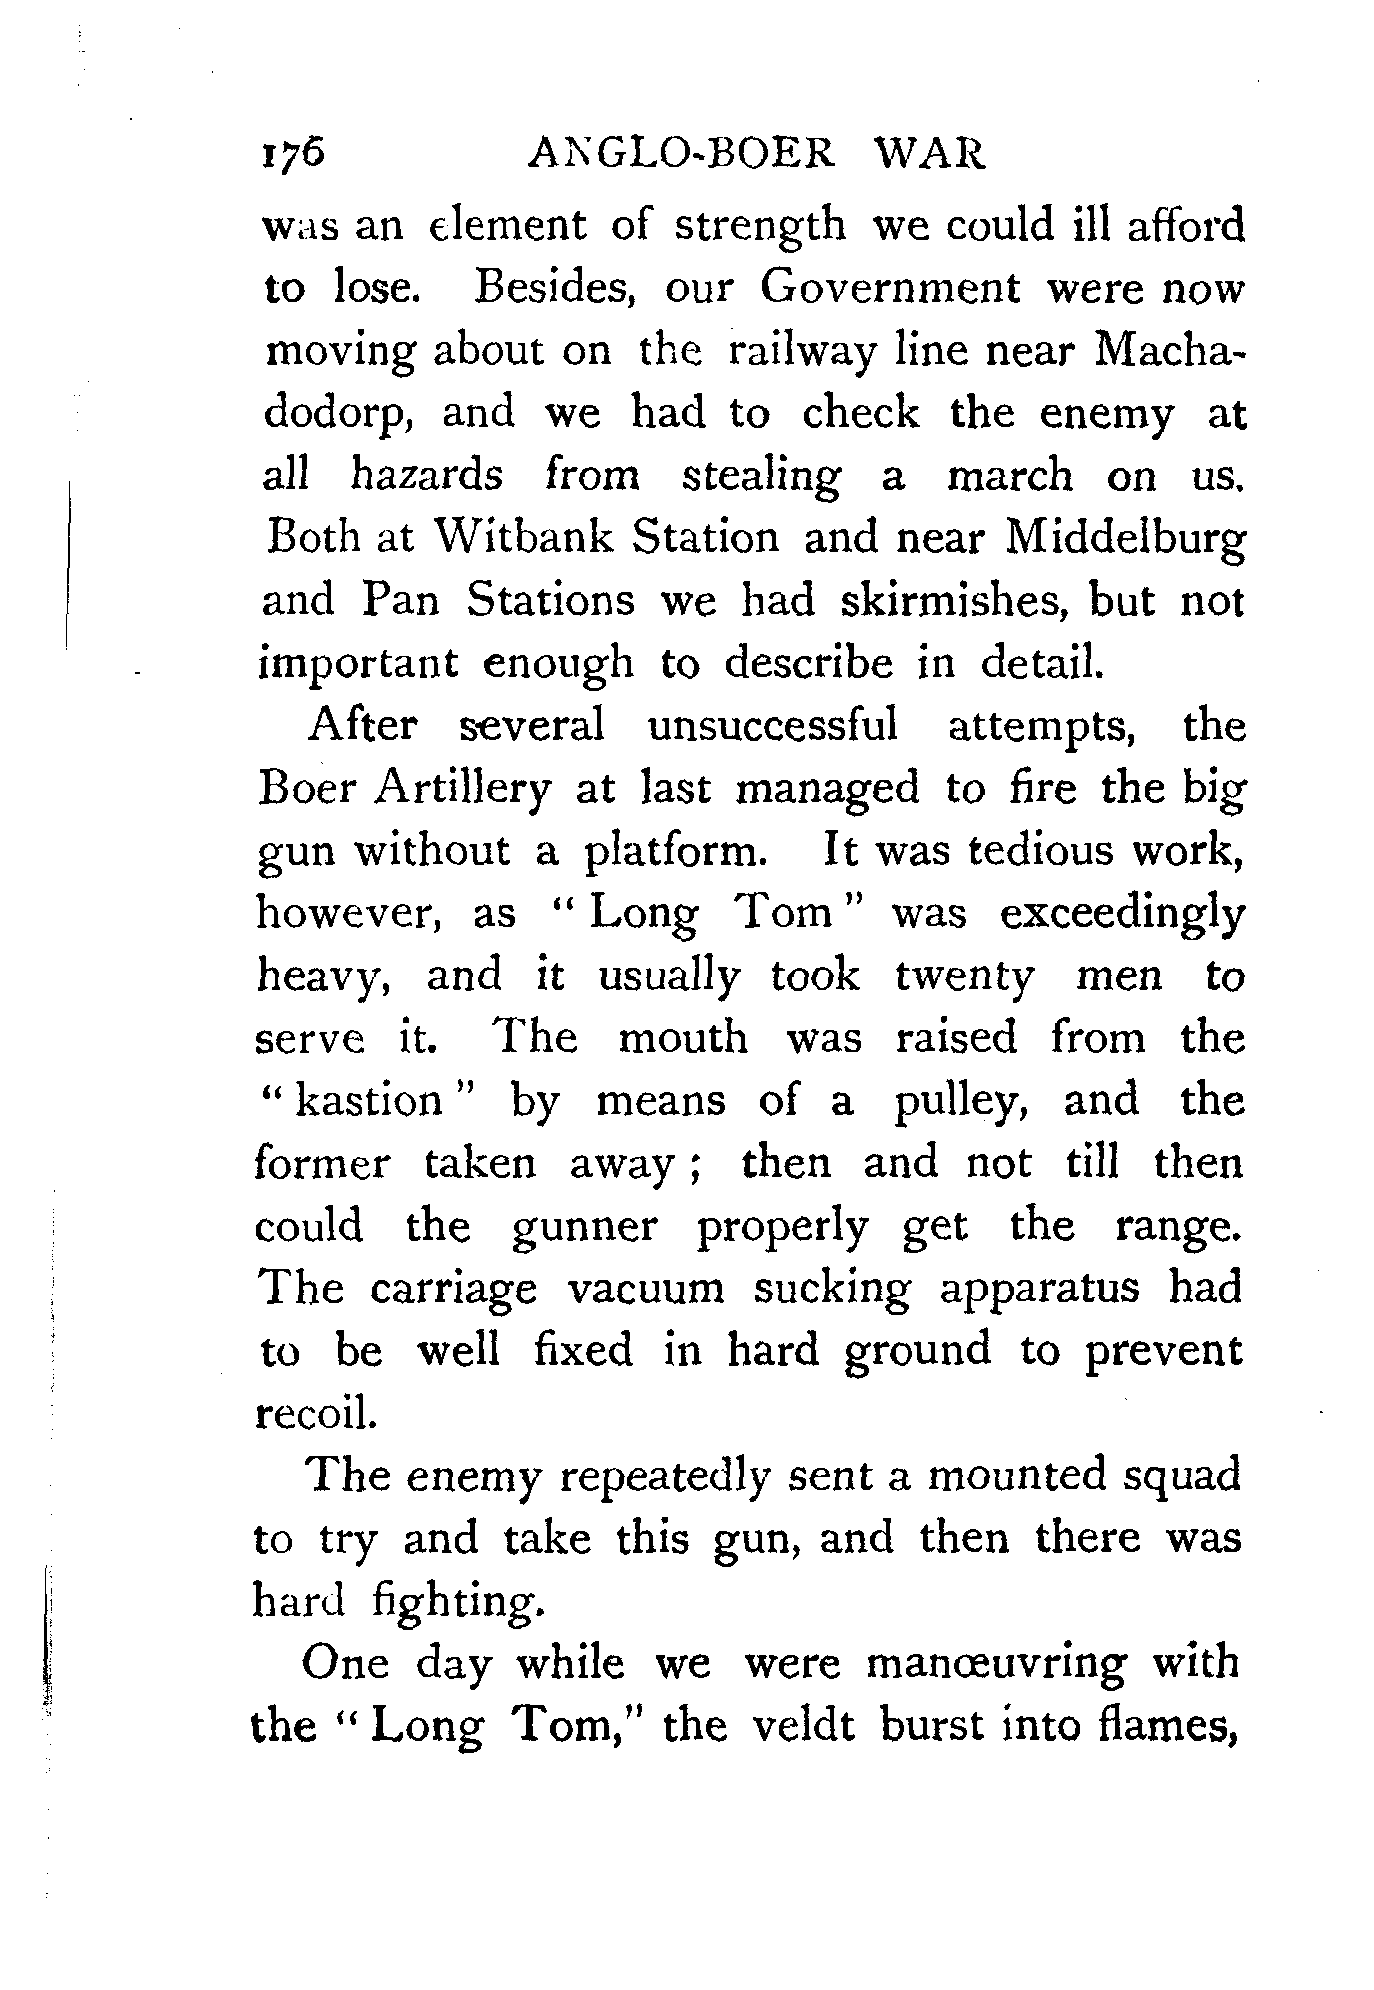 176 ANGLO-BOER WAR
was an element of strength we could ill afford
to lose. Besides, our Government were now
moving about on the railway line near Macha-
dodorp, and we had to check the enemy at
all hazards from stealing a march on us.
Both at Witbank Station and near Middelburg
and Pan Stations we had skirmishes, but not
important enough to describe in detail.
After several unsuccessful attempts, the
Boer Artillery at last managed to fire the big
gun without a platform. It was tedious work,
however, as " Long Tom " was exceedingly
heavy, and it usually took twenty men to
serve it. The mouth was raised from the
" kastion " by means of a pulley, and the
former taken away ; then and not till then
could the gunner properly get the range.
The carriage vacuum sucking apparatus had
to be well fixed in hard ground to prevent
recoil.
The enemy repeatedly sent a mounted squad
to try and take this gun, and then there was
hard fighting.
One day while we were manœuvring with
the " Long Tom," the veldt burst into flames,